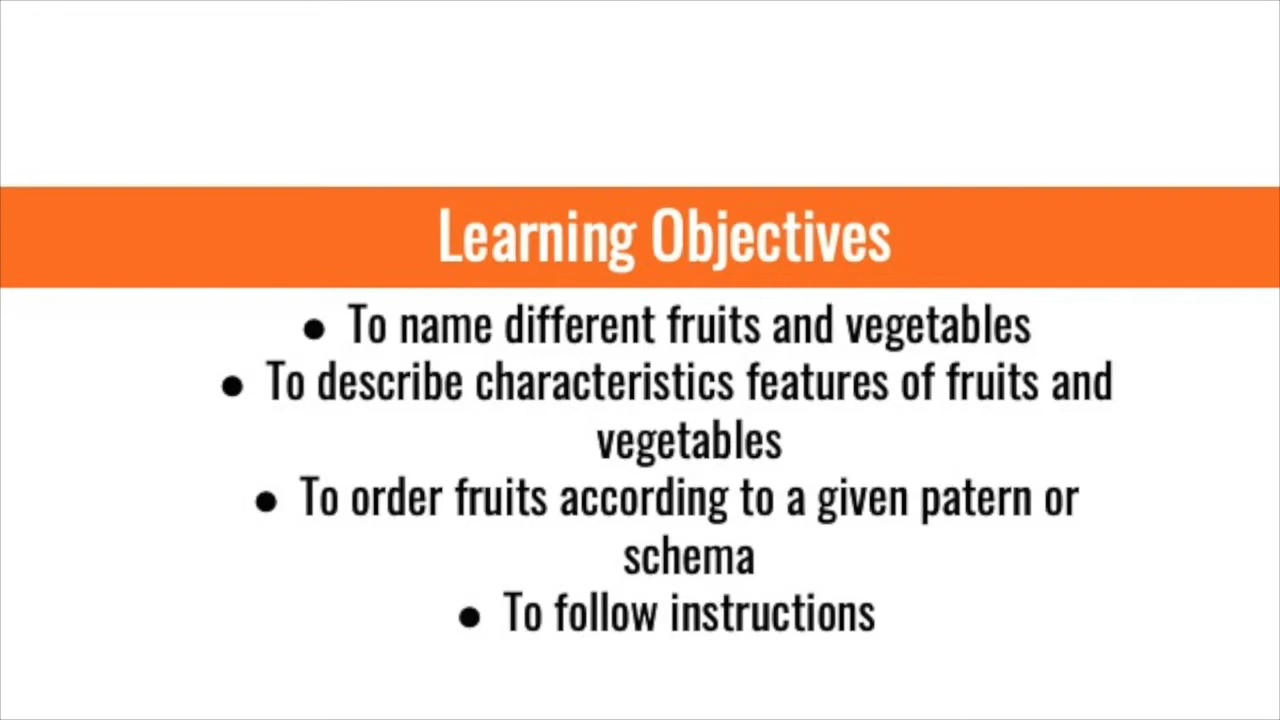 Learning Objectives
● To name different fruits and vegetables
● To describe characteristics features of fruits and
vegetables
● To order fruits according to a given patern or
schema
● To follow instructions